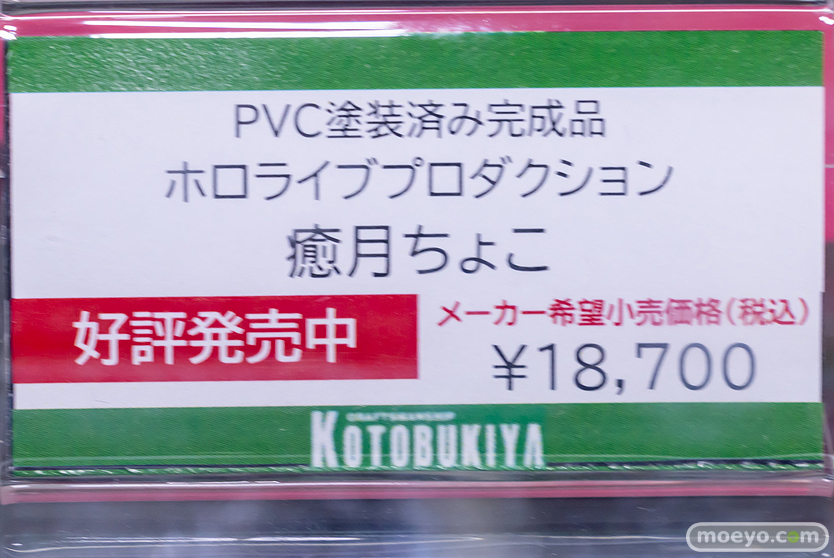 PVC塗装済み完成品
ホロライブプロダクション
癒月ちょこ
好評発売中
メーカー希望小売価格(税込)
¥18,700
CRAFTSMANSHIP
KOTOBUKIYA
moeyo.com